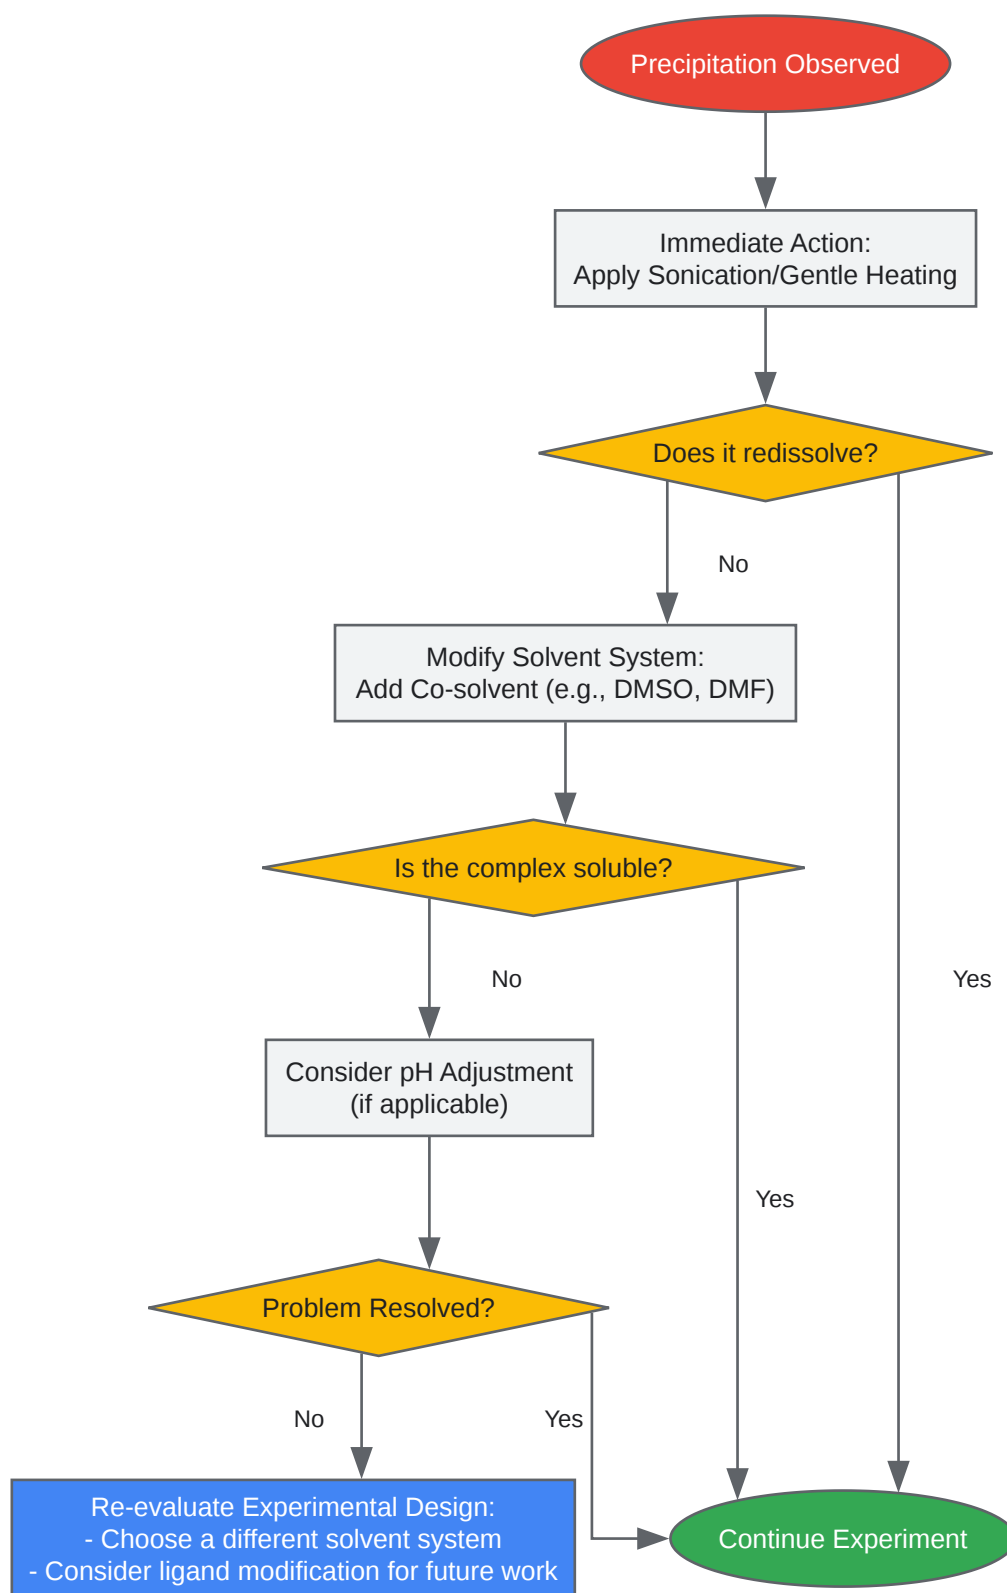 Precipitation Observed
Immediate Action:
Apply Sonication/Gentle Heating
Does it redissolve?
No
Modify Solvent System:
Add Co-solvent (e.g., DMSO, DMF)
Is the complex soluble?
No
Yes
Consider pH Adjustment
(if applicable)
Yes
Problem Resolved?
No
Yes
Re-evaluate Experimental Design:
- Choose a different solvent system
- Consider ligand modification for future work
Continue Experiment